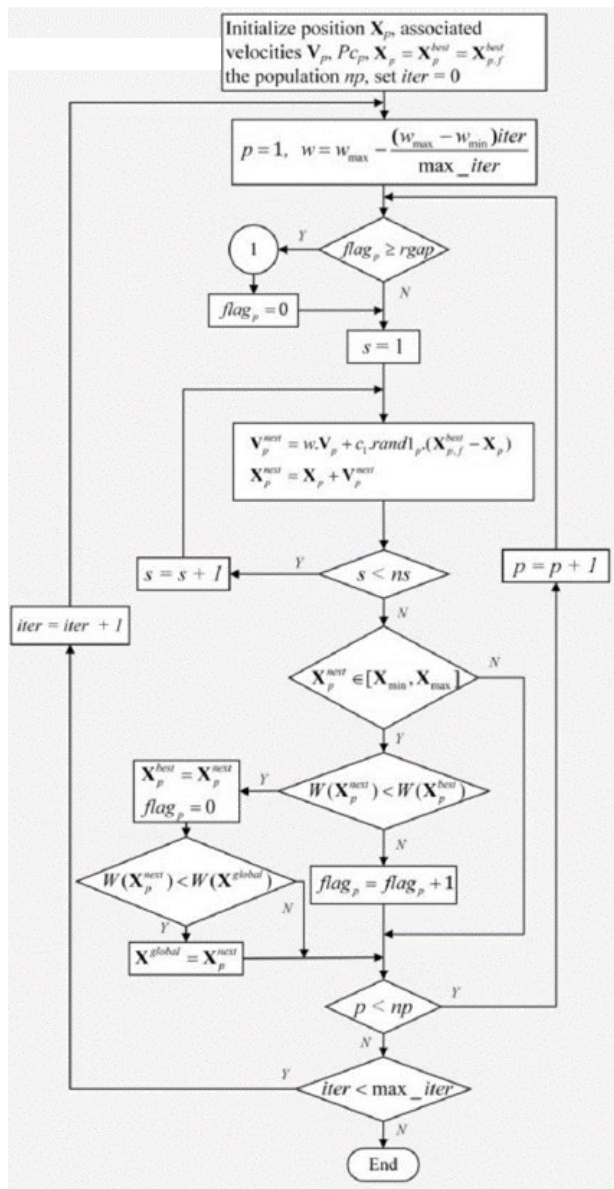 Initialize position X_p, associated
velocities V_p, Pc_p, X_p = X_p^best = X_{p,f}^best
the population np, set iter = 0
p = 1, w = w_max − (w_max − w_min)iter / max_iter
flag_p ≥ rgap
Y
1
N
flag_p = 0
s = 1
V_p^next = w.V_p + c_1.rand1_p.(X_{p,f}^best − X_p)
X_p^next = X_p + V_p^next
s < ns
Y
s = s + 1
N
p = p + 1
iter = iter + 1
X_p^next ∈ [X_min, X_max]
N
Y
W(X_p^next) < W(X_p^best)
Y
X_p^best = X_p^next
flag_p = 0
N
flag_p = flag_p + 1
W(X_p^next) < W(X^global)
N
Y
X^global = X_p^next
p < np
Y
N
iter < max_iter
Y
N
End